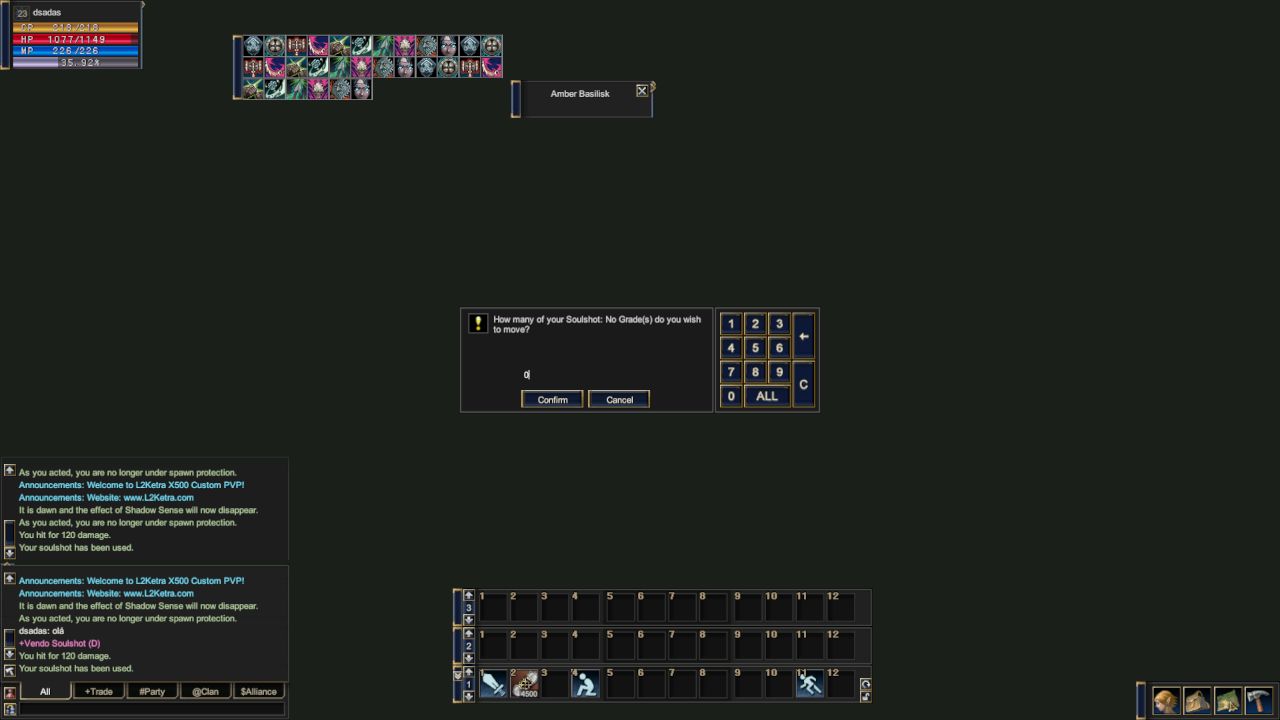 23 dsadas
CP 218/218
HP 1077/1149
MP 226/226
35.92%
Amber Basilisk
How many of your Soulshot: No Grade(s) do you wish
to move?
0
Confirm Cancel
1 2 3 ←
4 5 6
7 8 9 C
0 ALL
As you acted, you are no longer under spawn protection.
Announcements: Welcome to L2Ketra X500 Custom PVP!
Announcements: Website: www.L2Ketra.com
It is dawn and the effect of Shadow Sense will now disappear.
As you acted, you are no longer under spawn protection.
You hit for 120 damage.
Your soulshot has been used.
Announcements: Welcome to L2Ketra X500 Custom PVP!
Announcements: Website: www.L2Ketra.com
It is dawn and the effect of Shadow Sense will now disappear.
As you acted, you are no longer under spawn protection.
dsadas: olá
+Vendo Soulshot (D)
You hit for 120 damage.
Your soulshot has been used.
All +Trade #Party @Clan $Alliance
1 2 3 4 5 6 7 8 9 10 11 12
3
1 2 3 4 5 6 7 8 9 10 11 12
2
1 2 3 4 5 6 7 8 9 10 11 12
1
4500